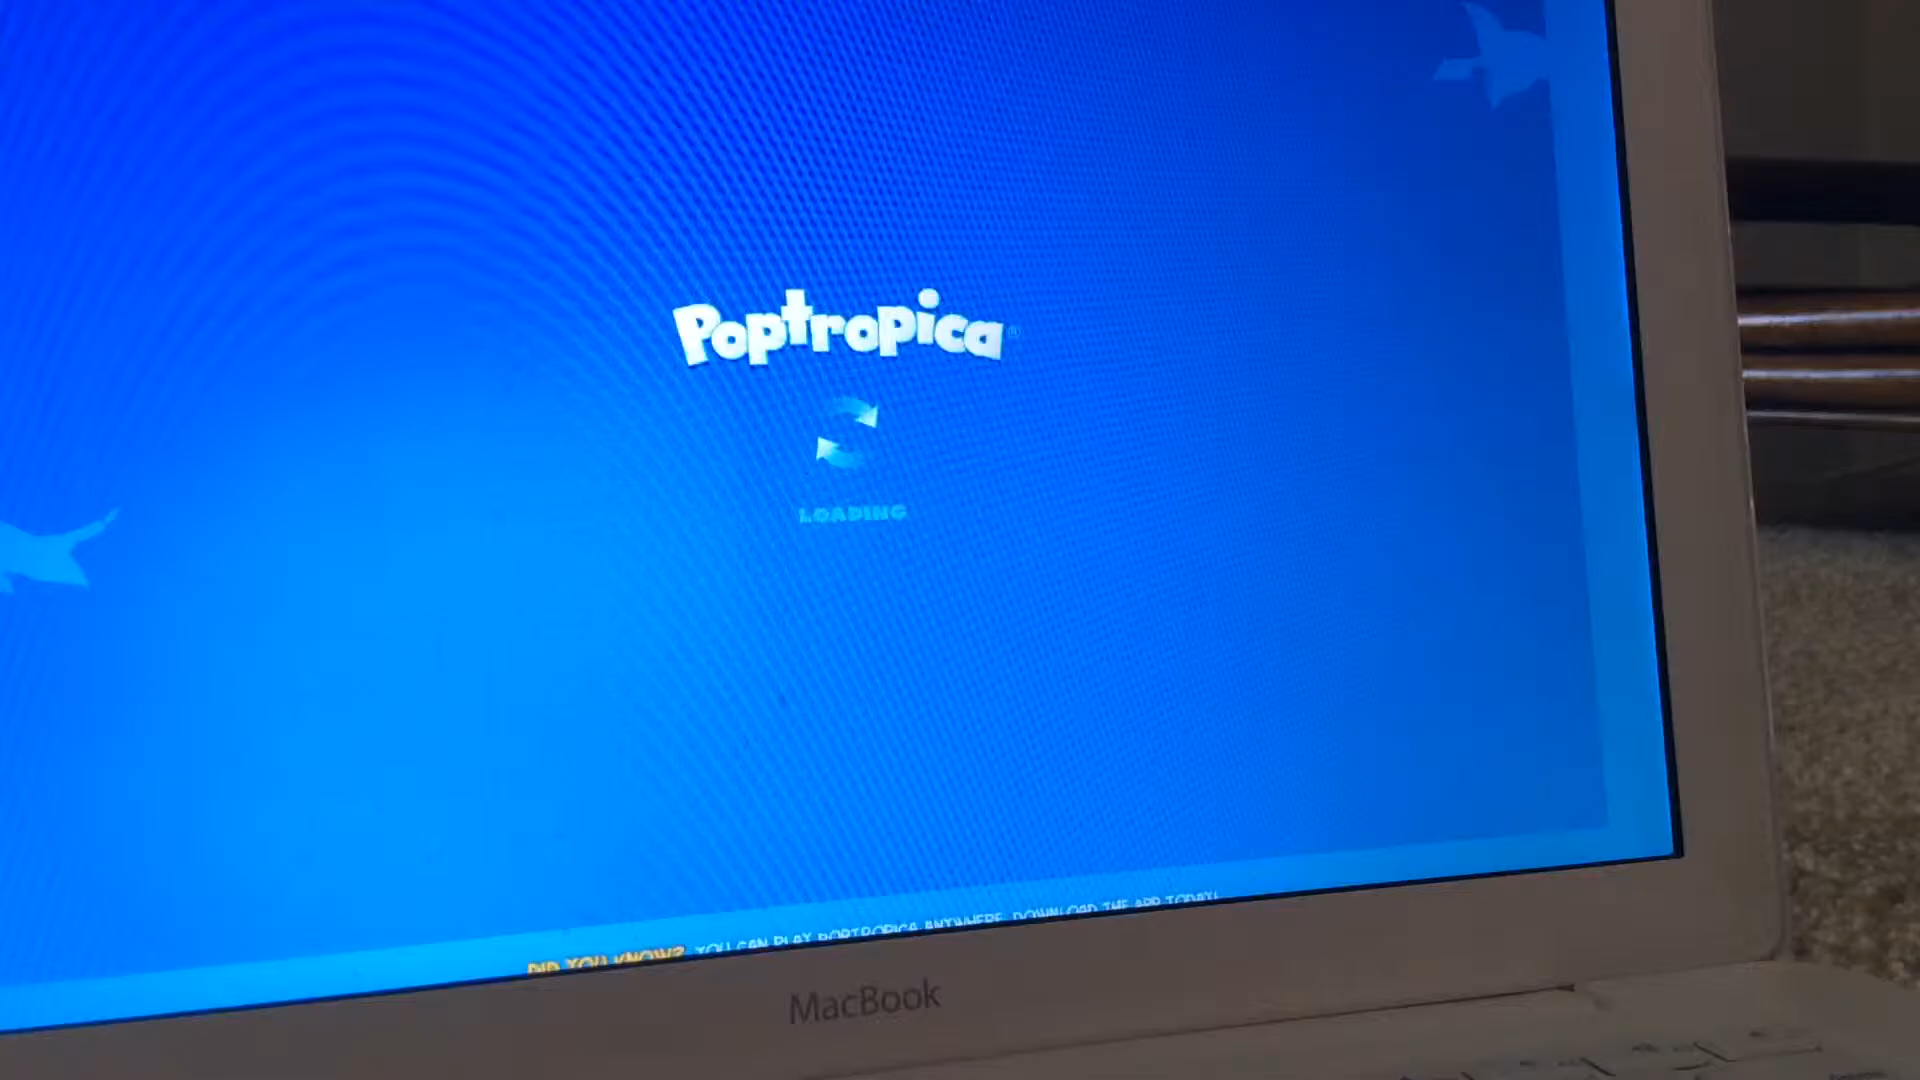 Poptropica®
LOADING
DID YOU KNOW? YOU CAN PLAY POPTROPICA ANYWHERE. DOWNLOAD THE APP TODAY!
MacBook